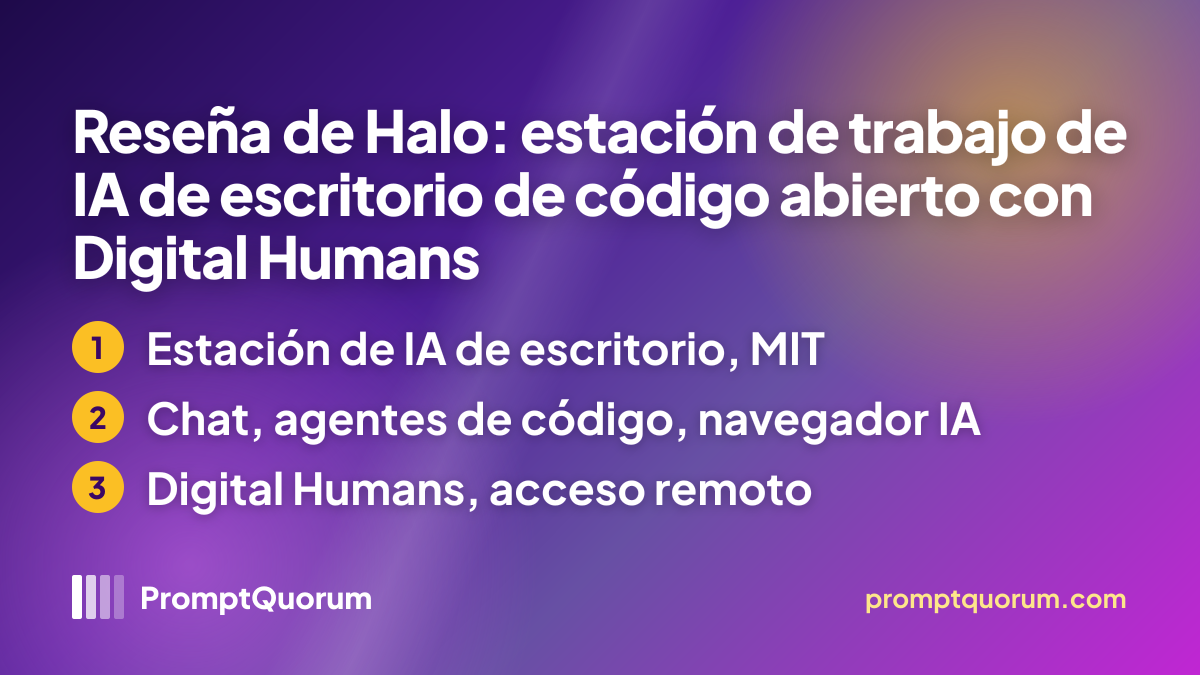 Reseña de Halo: estación de trabajo de
IA de escritorio de código abierto con
Digital Humans
1 Estación de IA de escritorio, MIT
2 Chat, agentes de código, navegador IA
3 Digital Humans, acceso remoto
PromptQuorum
promptquorum.com